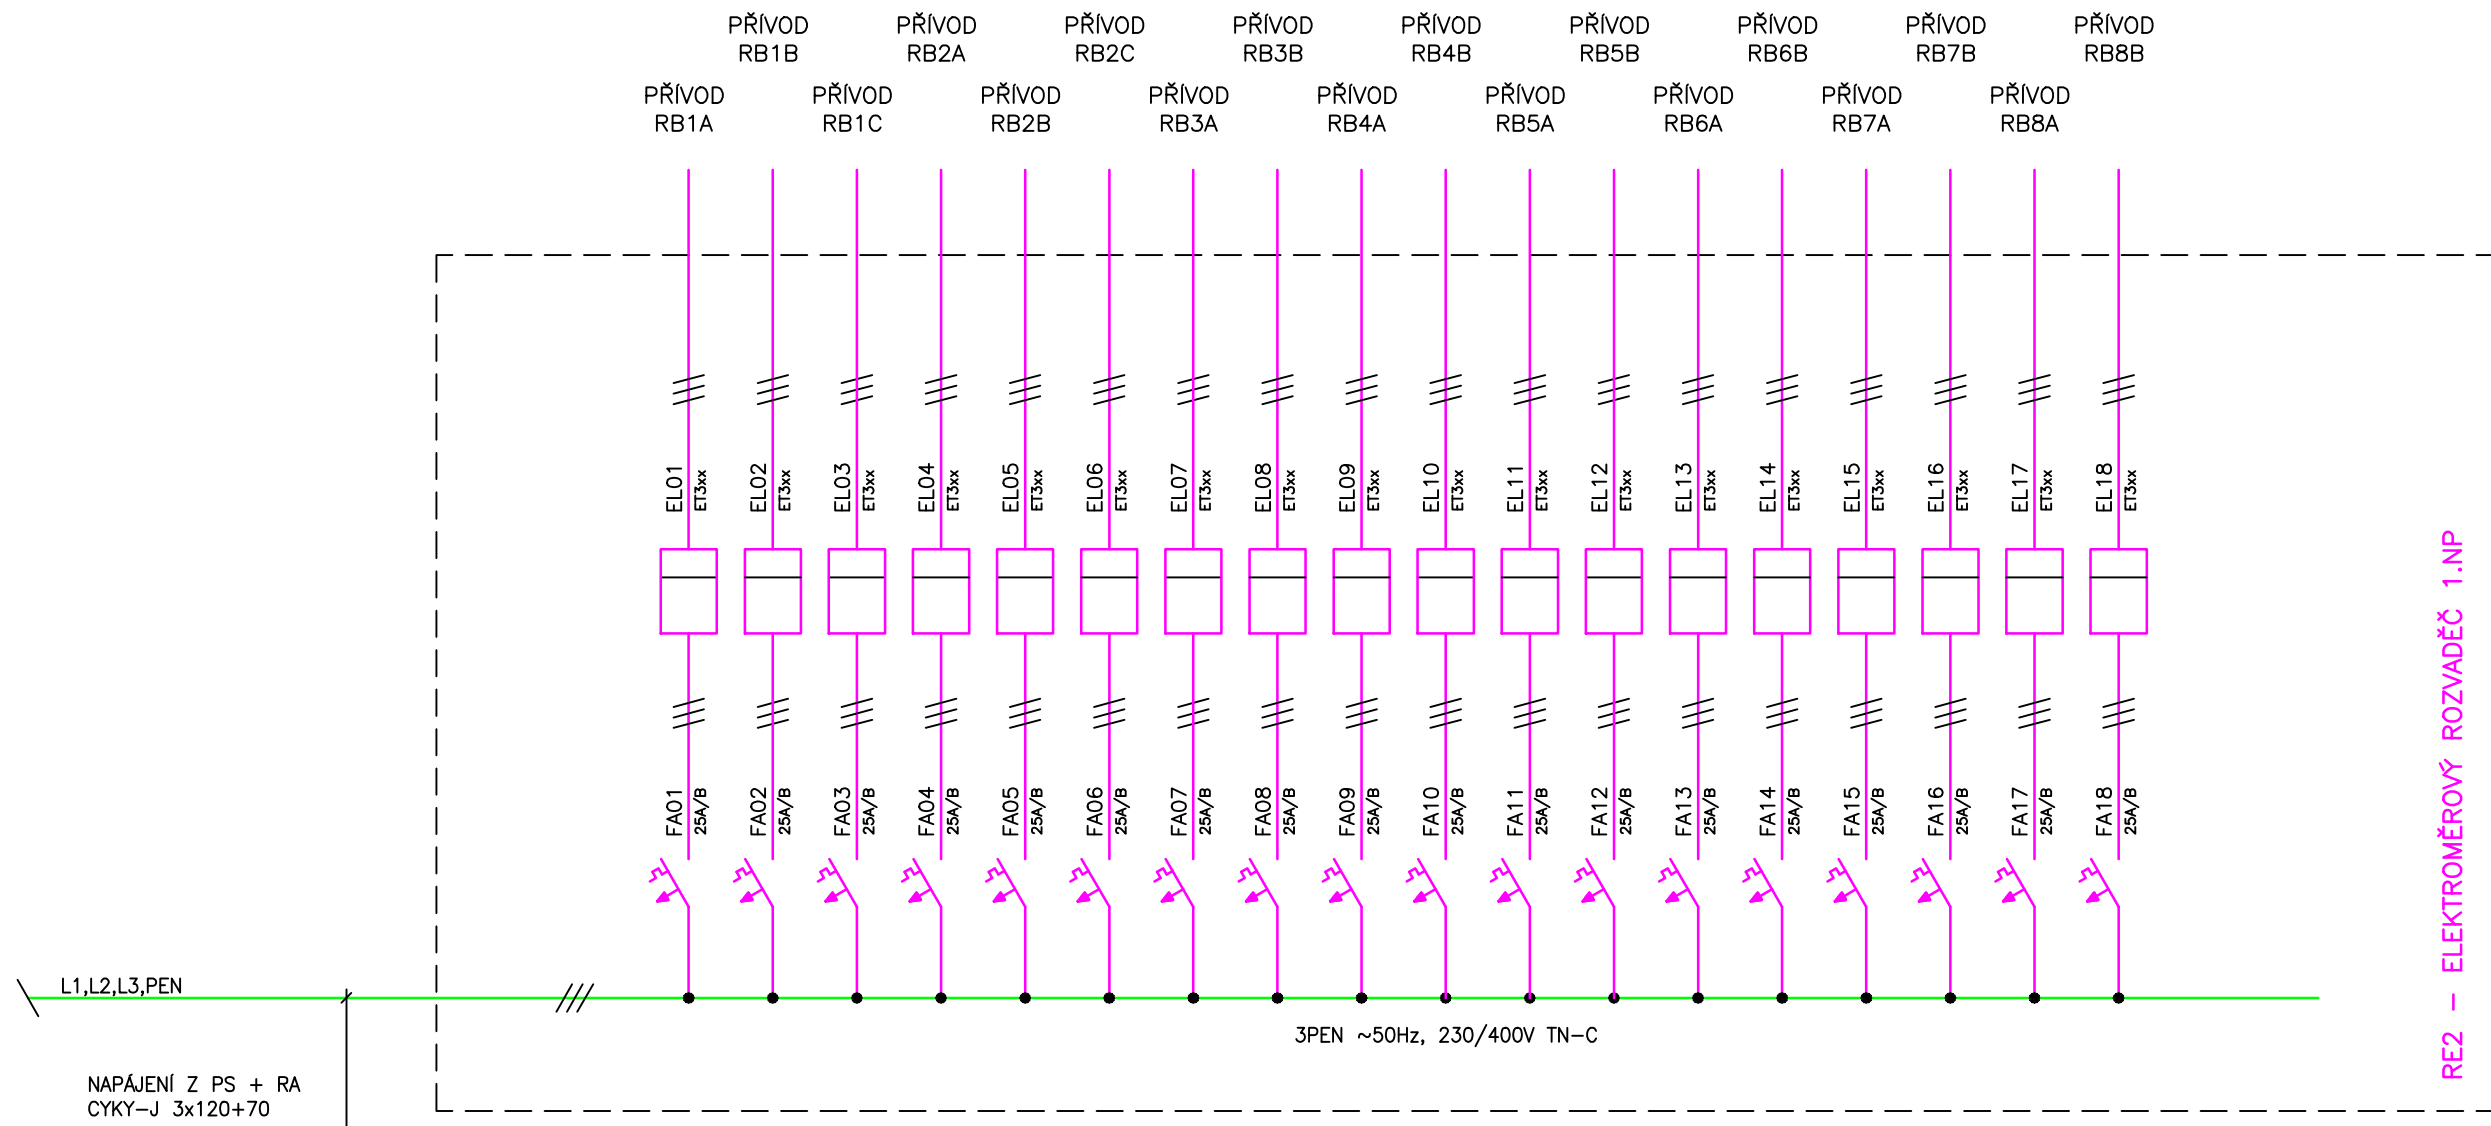 PŘÍVOD
RB1B
PŘÍVOD
RB2A
PŘÍVOD
RB2C
PŘÍVOD
RB3B
PŘÍVOD
RB4B
PŘÍVOD
RB5B
PŘÍVOD
RB6B
PŘÍVOD
RB7B
PŘÍVOD
RB8B
PŘÍVOD
RB1A
PŘÍVOD
RB1C
PŘÍVOD
RB2B
PŘÍVOD
RB3A
PŘÍVOD
RB4A
PŘÍVOD
RB5A
PŘÍVOD
RB6A
PŘÍVOD
RB7A
PŘÍVOD
RB8A
EL01
ET3xx
EL02
ET3xx
EL03
ET3xx
EL04
ET3xx
EL05
ET3xx
EL06
ET3xx
EL07
ET3xx
EL08
ET3xx
EL09
ET3xx
EL10
ET3xx
EL11
ET3xx
EL12
ET3xx
EL13
ET3xx
EL14
ET3xx
EL15
ET3xx
EL16
ET3xx
EL17
ET3xx
EL18
ET3xx
FA01
25A/B
FA02
25A/B
FA03
25A/B
FA04
25A/B
FA05
25A/B
FA06
25A/B
FA07
25A/B
FA08
25A/B
FA09
25A/B
FA10
25A/B
FA11
25A/B
FA12
25A/B
FA13
25A/B
FA14
25A/B
FA15
25A/B
FA16
25A/B
FA17
25A/B
FA18
25A/B
RE2 – ELEKTROMĚROVÝ ROZVADĚČ 1.NP
L1,L2,L3,PEN
3PEN ~50Hz, 230/400V TN–C
NAPÁJENÍ Z PS + RA
CYKY–J 3x120+70